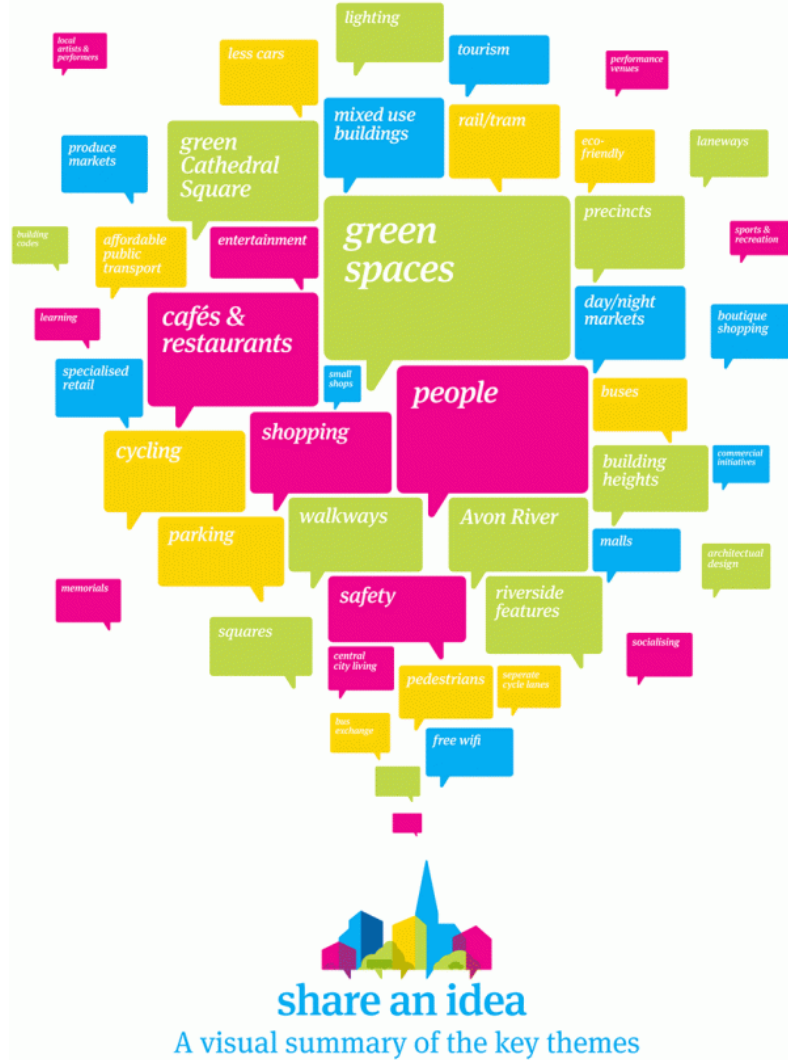 lighting
local
artists &
performers
less cars
tourism
performance
venues
mixed use
buildings
rail/tram
produce
markets
green
Cathedral
Square
eco-
friendly
laneways
building
codes
affordable
public
transport
entertainment
green
spaces
precincts
sports &
recreation
learning
cafés &
restaurants
day/night
markets
boutique
shopping
specialised
retail
small
shops
people
buses
cycling
shopping
building
heights
commercial
initiatives
parking
walkways
Avon River
malls
architectual
design
memorials
safety
riverside
features
squares
central
city living
socialising
pedestrians
seperate
cycle lanes
bus
exchange
free wifi
share an idea
A visual summary of the key themes